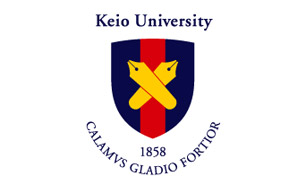 Keio University
1858
CALAMVS GLADIO FORTIOR